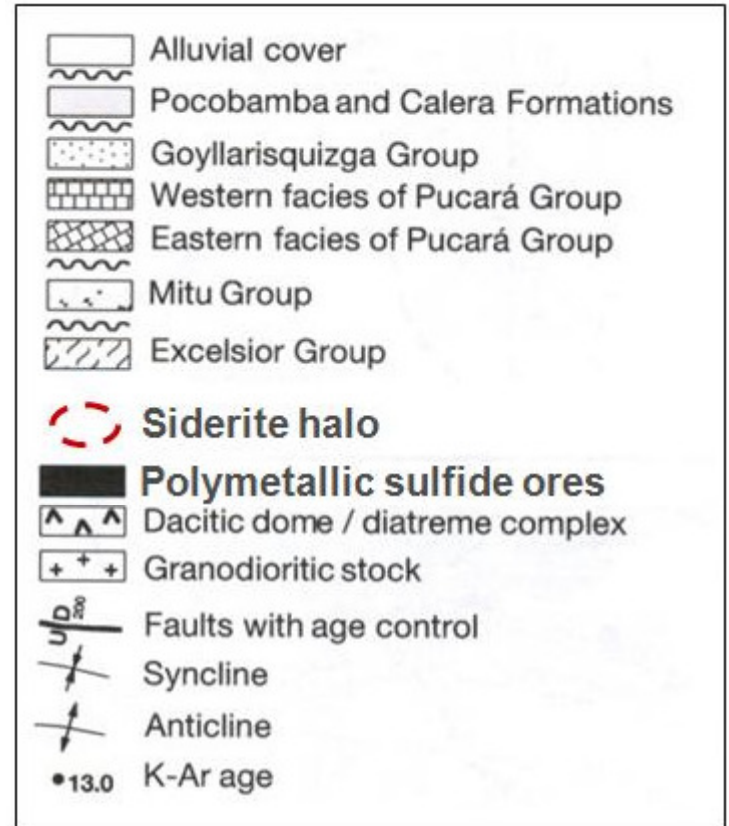 Alluvial cover
Pocobamba and Calera Formations
Goyllarisquizga Group
Western facies of Pucará Group
Eastern facies of Pucará Group
Mitu Group
Excelsior Group
Siderite halo
Polymetallic sulfide ores
Dacitic dome / diatreme complex
Granodioritic stock
U/D 200 Faults with age control
Syncline
Anticline
•13.0 K-Ar age